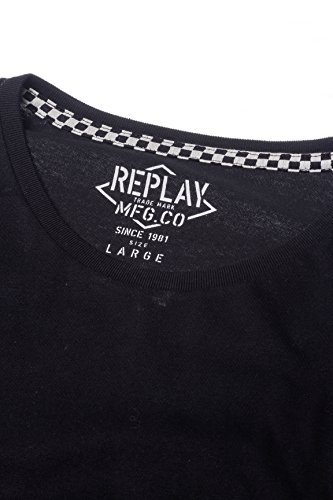 REPLAY
TRADE MARK
MFG.CO
SINCE 1981
SIZE
LARGE